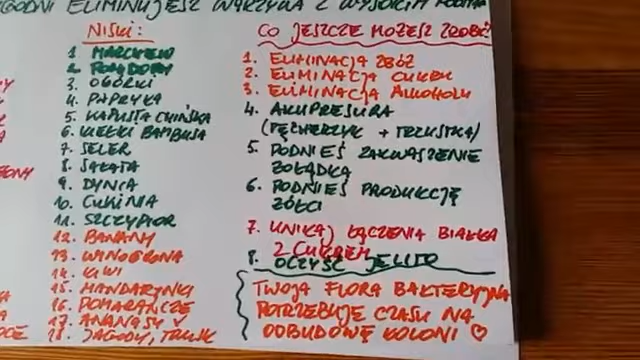 GODNI ELIMINUJESZ WARZYWA Z WYSOKIM
NISKI:
1. MARCHEW
2. POMIDORY
3. OGÓRKI
4. PAPRYKA
5. KAPUSTA CHIŃSKA
6. KIEŁKI BAMBUSA
7. SELER
8. SAŁATA
9. DYNIA
10. CUKINIA
11. SZCZYPIOR
12. BANANY
13. WINOGRONA
14. KIWI
15. MANDARYNKI
16. POMARAŃCZE
17. ANANASY
18. JAGODY, TRUSK
CO JESZCZE MOŻESZ ZROBIĆ
1. ELIMINACJA ZBÓŻ
2. ELIMINACJA CUKRU
3. ELIMINACJA ALKOHOLU
4. AKUPRESURA
(PĘCHERZYK + TRZUSTKA)
5. PODNIEŚ ZAKWASZENIE
ŻOŁĄDKA
6. PODNIEŚ PRODUKCJĘ
ŻÓŁCI
7. UNIKAJ ŁĄCZENIA BIAŁKA
Z CUKREM
8. OCZYŚĆ JELITO
TWOJA FLORA BAKTERYJNA
POTRZEBUJE CZASU NA
ODBUDOWĘ KOLONI ♡